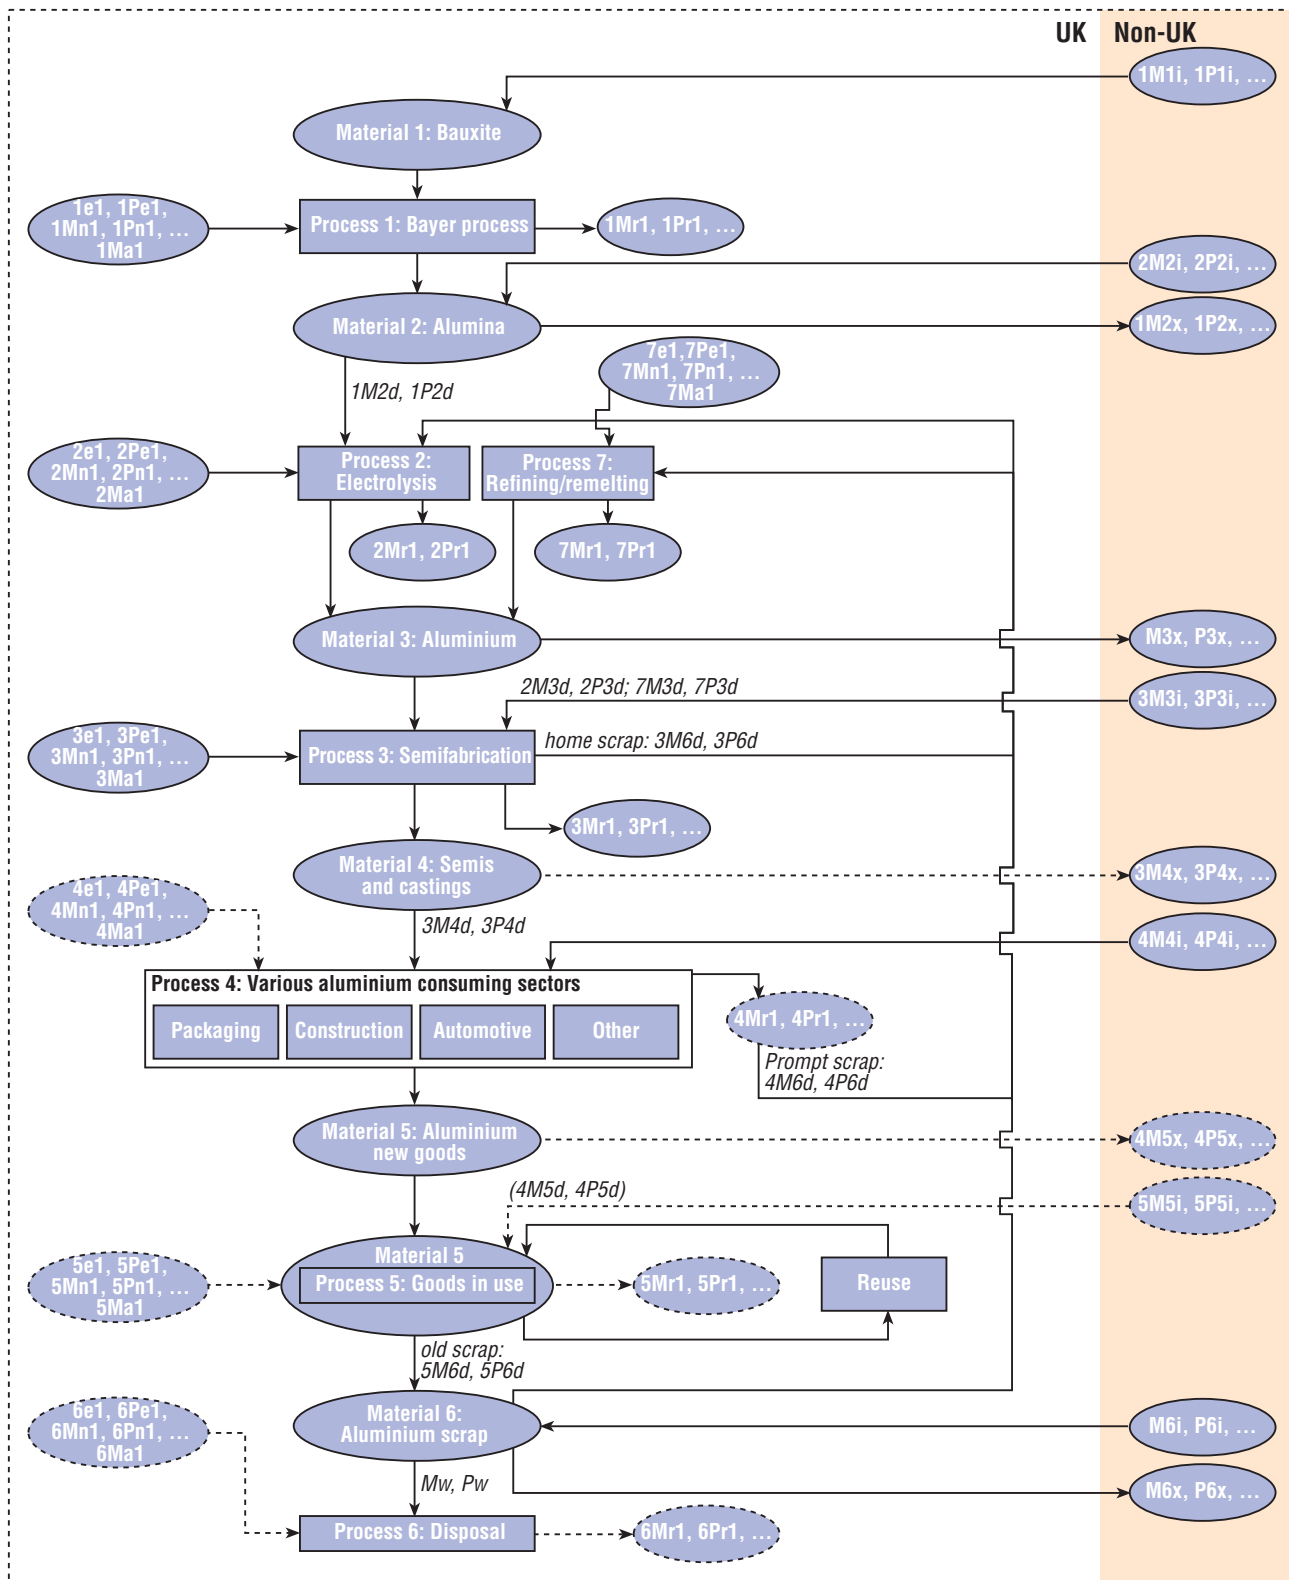 UK
Non-UK
1M1i, 1P1i, …
Material 1: Bauxite
1e1, 1Pe1,
1Mn1, 1Pn1, …
1Ma1
Process 1: Bayer process
1Mr1, 1Pr1, …
2M2i, 2P2i, …
Material 2: Alumina
1M2x, 1P2x, …
7e1,7Pe1,
7Mn1, 7Pn1, …
7Ma1
1M2d, 1P2d
2e1, 2Pe1,
2Mn1, 2Pn1, …
2Ma1
Process 2:
Electrolysis
Process 7:
Refining/remelting
2Mr1, 2Pr1
7Mr1, 7Pr1
Material 3: Aluminium
M3x, P3x, …
2M3d, 2P3d; 7M3d, 7P3d
3M3i, 3P3i, …
3e1, 3Pe1,
3Mn1, 3Pn1, …
3Ma1
Process 3: Semifabrication
home scrap: 3M6d, 3P6d
3Mr1, 3Pr1, …
Material 4: Semis
and castings
3M4x, 3P4x, …
4e1, 4Pe1,
4Mn1, 4Pn1, …
4Ma1
3M4d, 3P4d
4M4i, 4P4i, …
Process 4: Various aluminium consuming sectors
Packaging
Construction
Automotive
Other
4Mr1, 4Pr1, …
Prompt scrap:
4M6d, 4P6d
Material 5: Aluminium
new goods
4M5x, 4P5x, …
(4M5d, 4P5d)
5M5i, 5P5i, …
5e1, 5Pe1,
5Mn1, 5Pn1, …
5Ma1
Material 5
Process 5: Goods in use
5Mr1, 5Pr1, …
Reuse
old scrap:
5M6d, 5P6d
6e1, 6Pe1,
6Mn1, 6Pn1, …
6Ma1
Material 6:
Aluminium scrap
M6i, P6i, …
Mw, Pw
M6x, P6x, …
Process 6: Disposal
6Mr1, 6Pr1, …